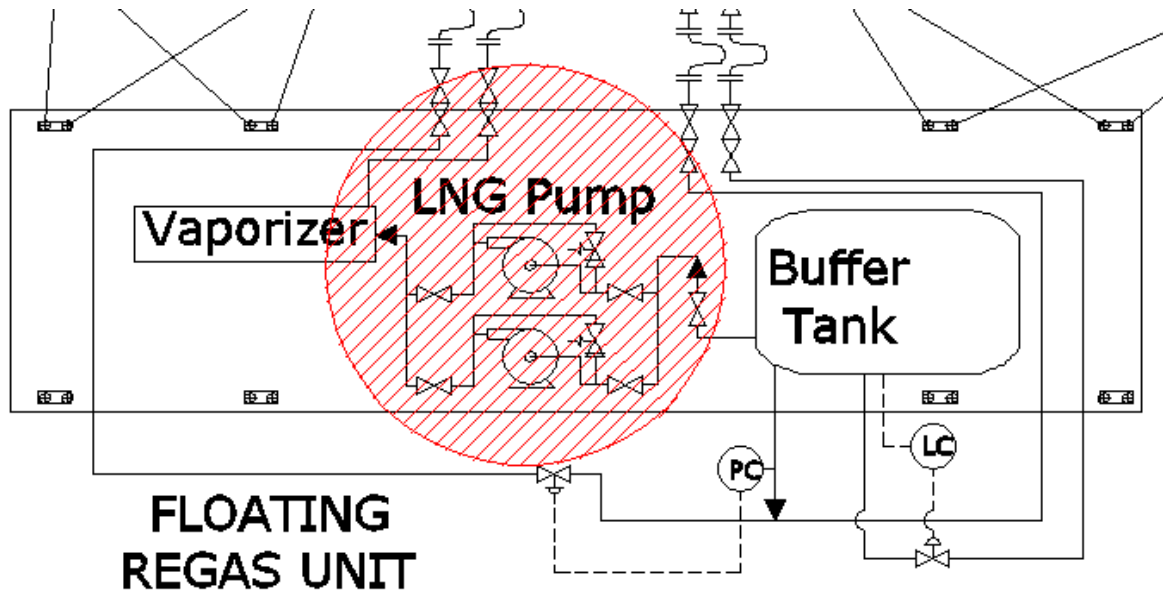 LNG Pump
Vaporizer
Buffer
Tank
LC
PC
FLOATING
REGAS UNIT